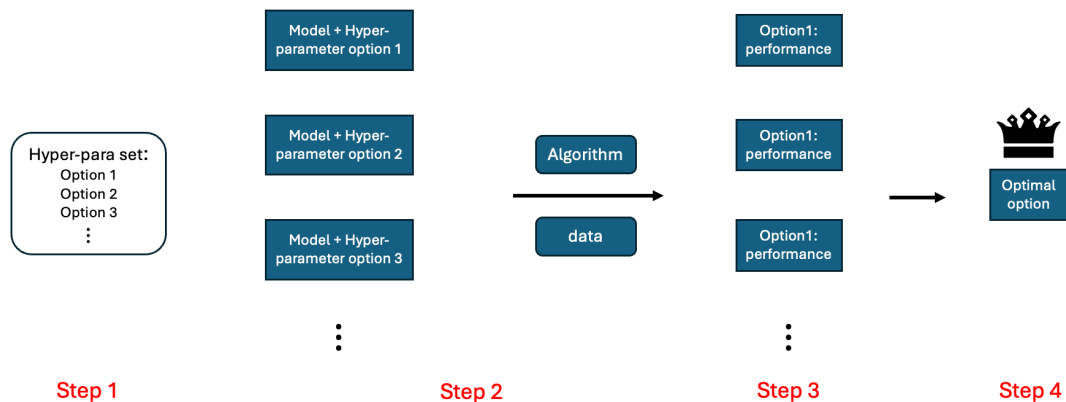 Hyper-para set:
Option 1
Option 2
Option 3
Model + Hyper-
parameter option 1
Model + Hyper-
parameter option 2
Model + Hyper-
parameter option 3
Algorithm
data
Option1:
performance
Option1:
performance
Option1:
performance
Optimal
option
Step 1
Step 2
Step 3
Step 4